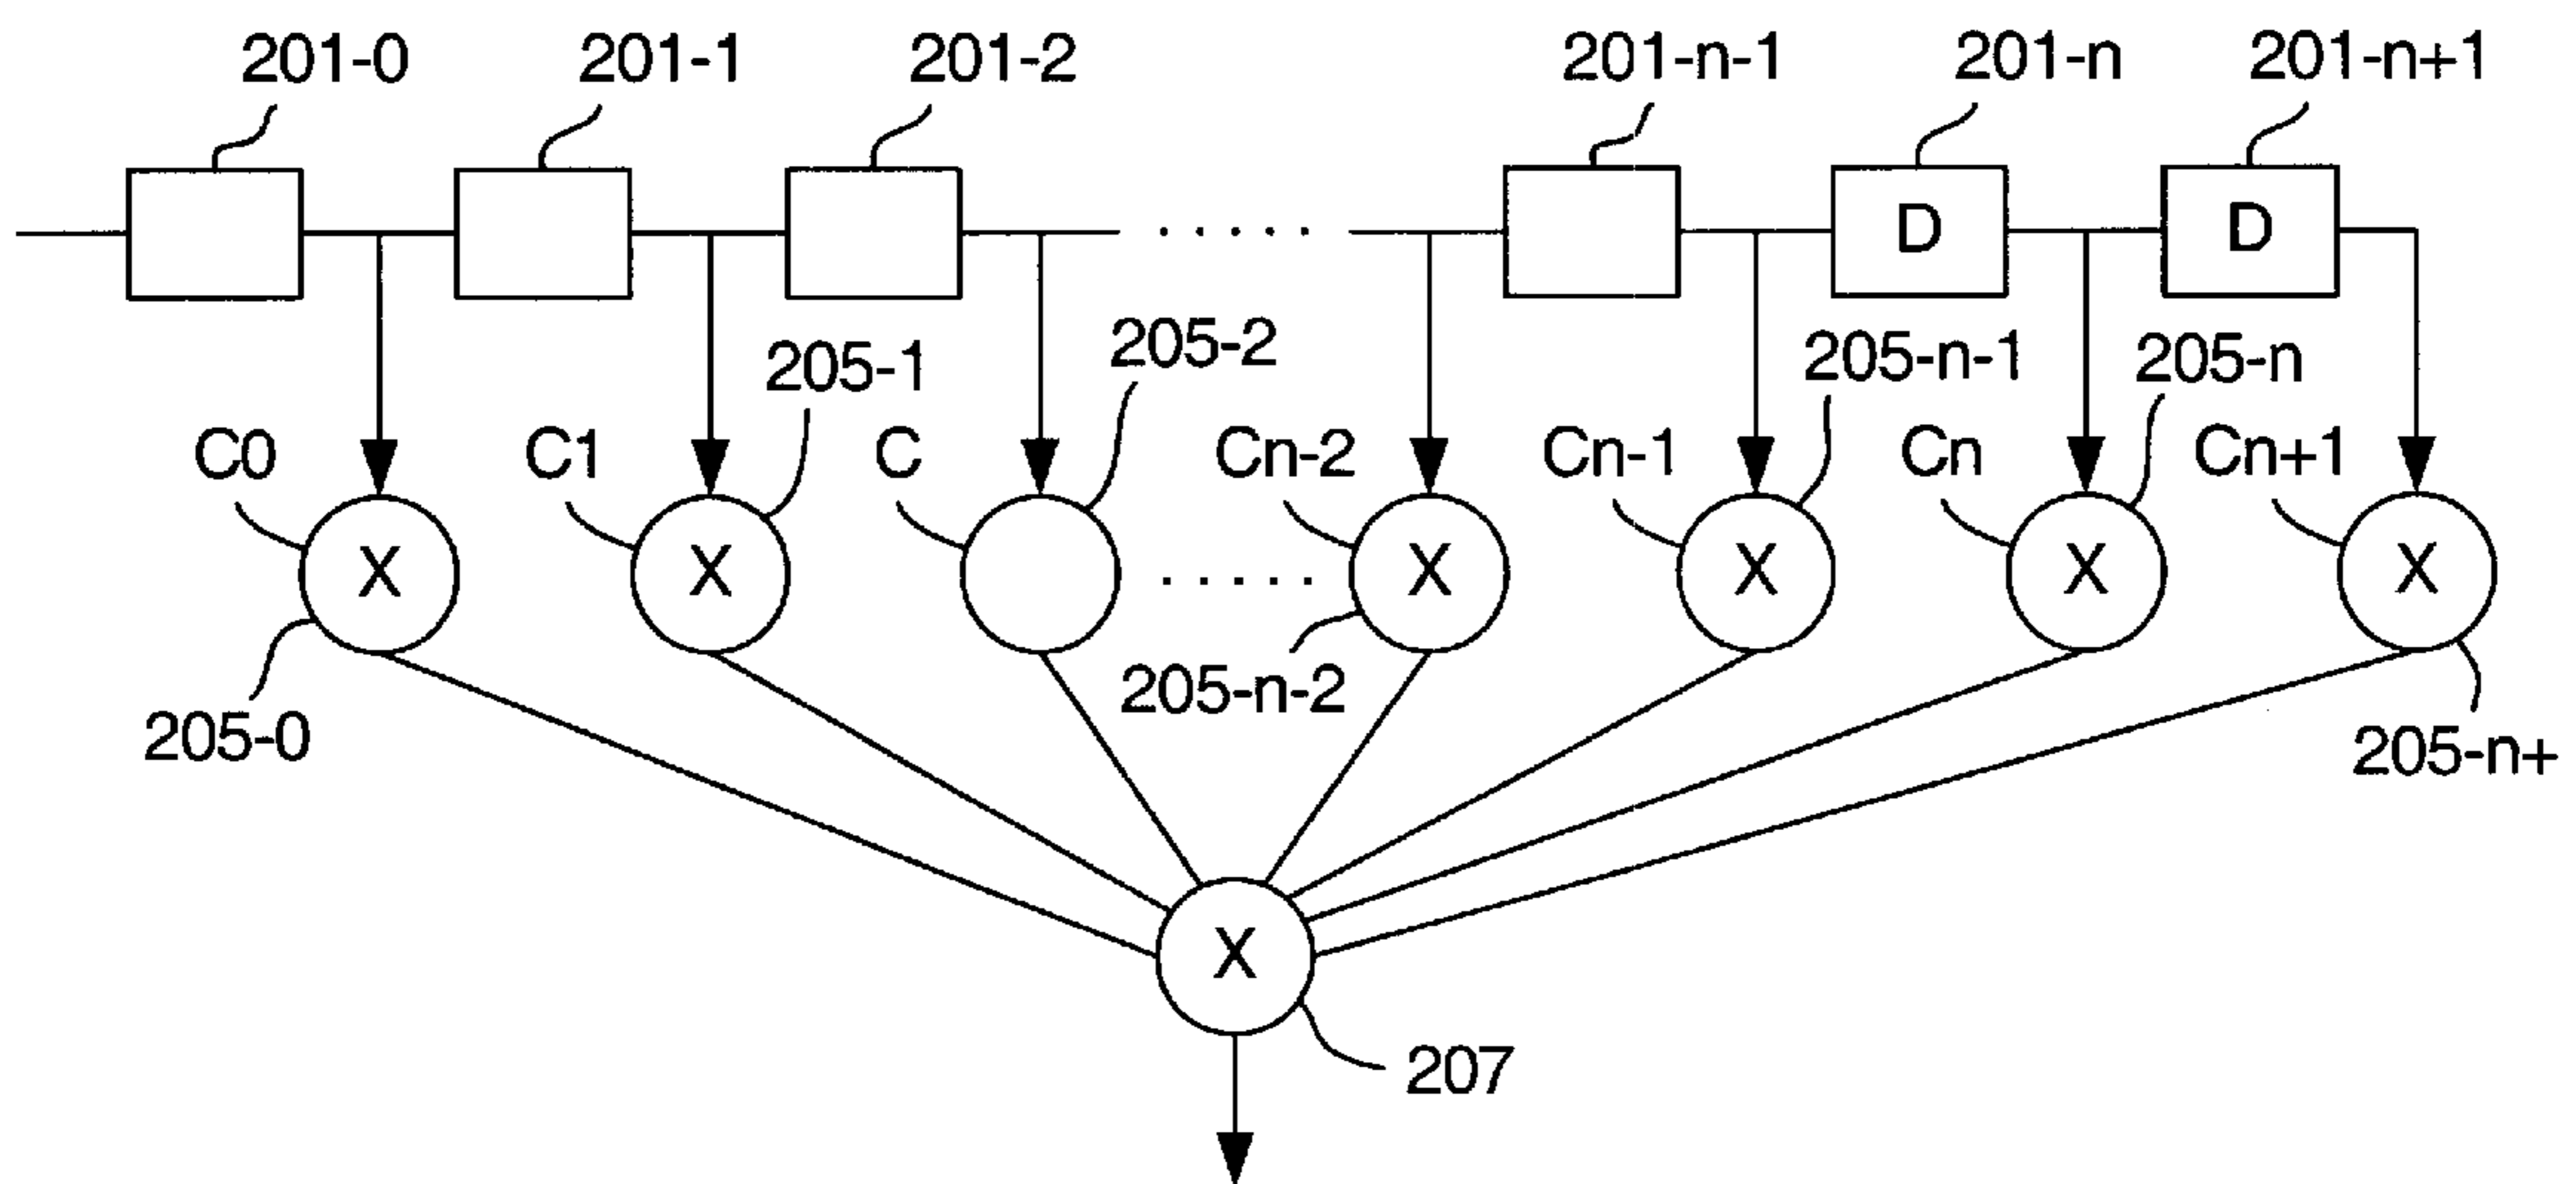 201-0 201-1 201-2 201-n-1 201-n 201-n+1
D D
205-1 205-2 205-n-1 205-n
C0 C1 C Cn-2 Cn-1 Cn Cn+1
X X ..... X X X X
205-0 205-n-2 205-n+
X
207